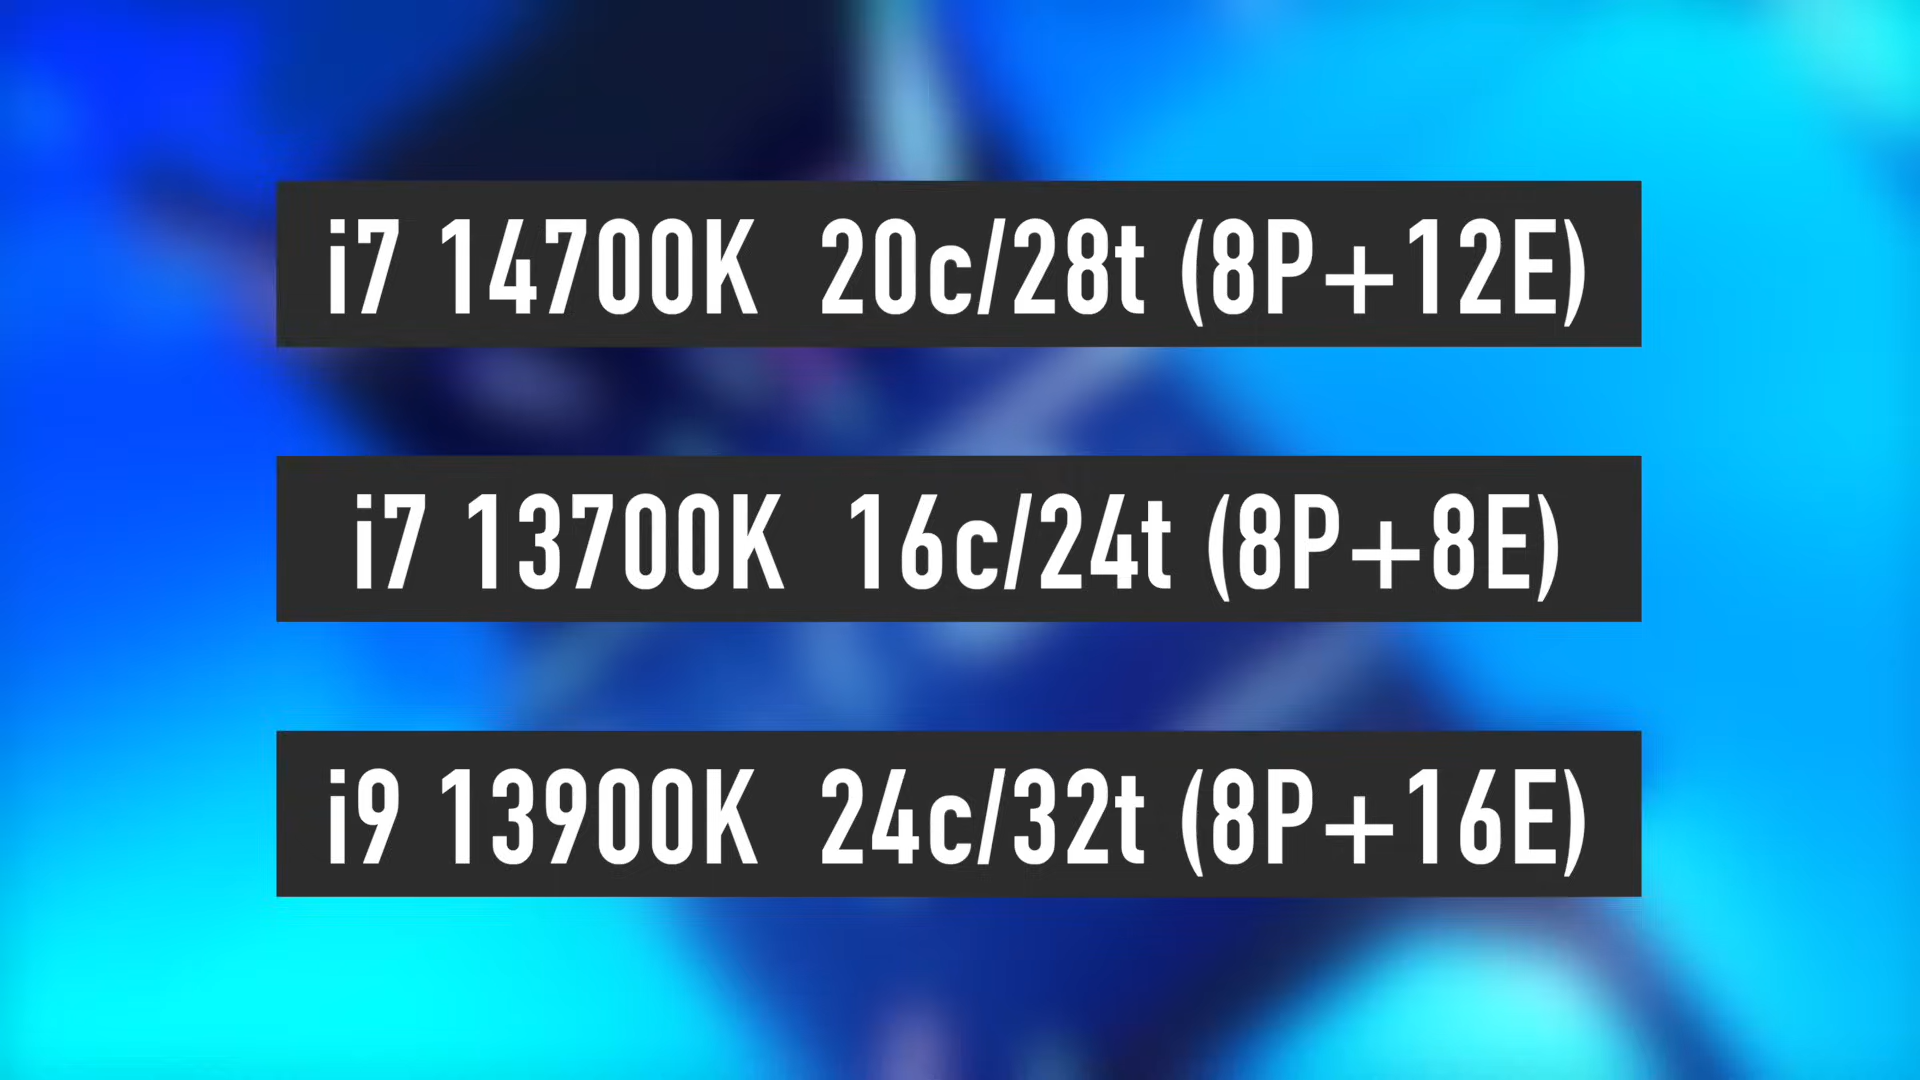 i7 14700K 20c/28t (8P+12E)
i7 13700K 16c/24t (8P+8E)
i9 13900K 24c/32t (8P+16E)